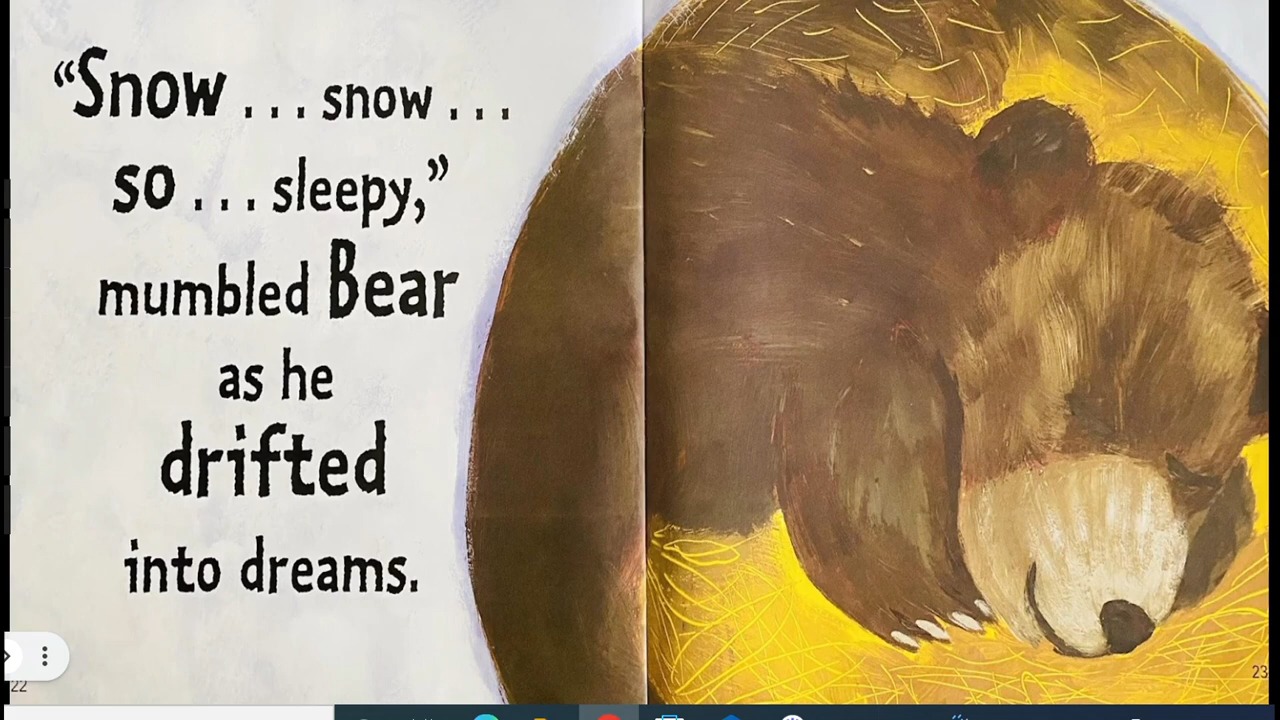 “Snow . . . snow . . .
so . . . sleepy,”
mumbled Bear
as he
drifted
into dreams.
22
23